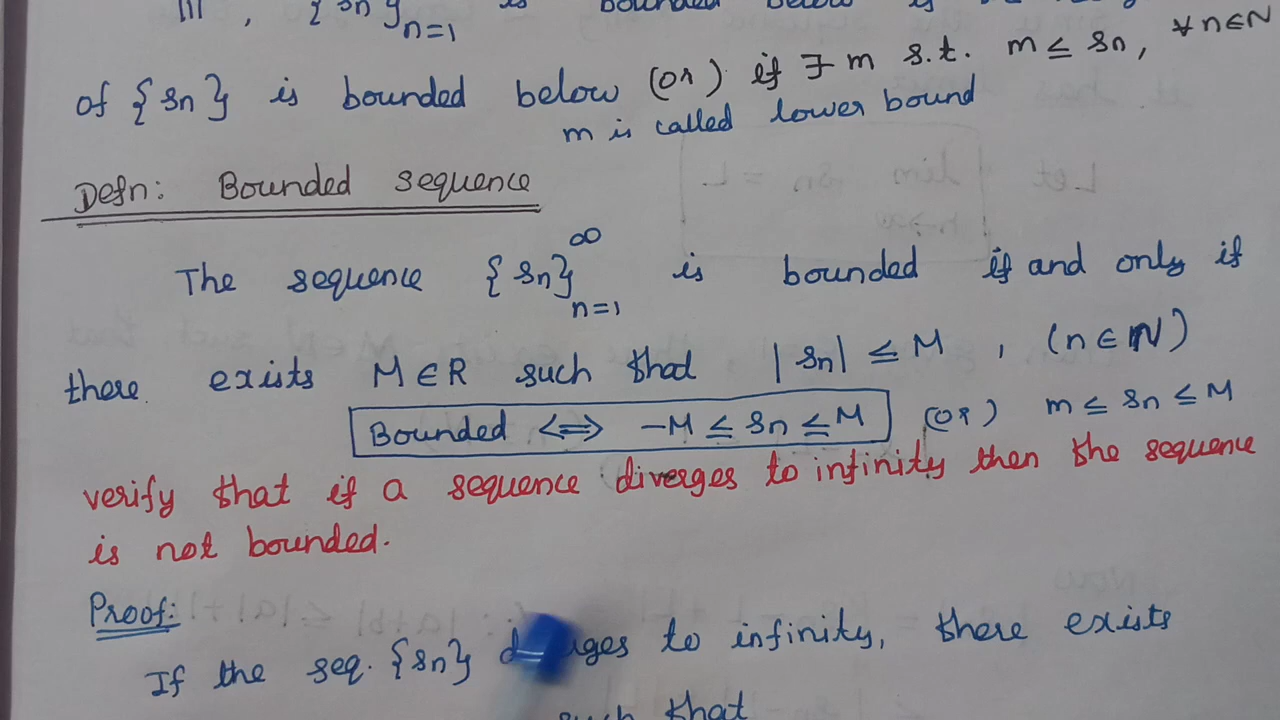 of {sn} is bounded below (or) if ∃ m s.t. m ≤ sn, ∀ n∈N
m is called lower bound
Defn: Bounded sequence
The sequence {sn}∞n=1 is bounded if and only if
there exists M∈R such that |sn| ≤ M, (n∈N)
Bounded ⟺ -M ≤ sn ≤ M (or) m ≤ sn ≤ M
verify that if a sequence diverges to infinity then the sequence
is not bounded.
Proof:
If the seq. {sn} to infinity, there exists
such that